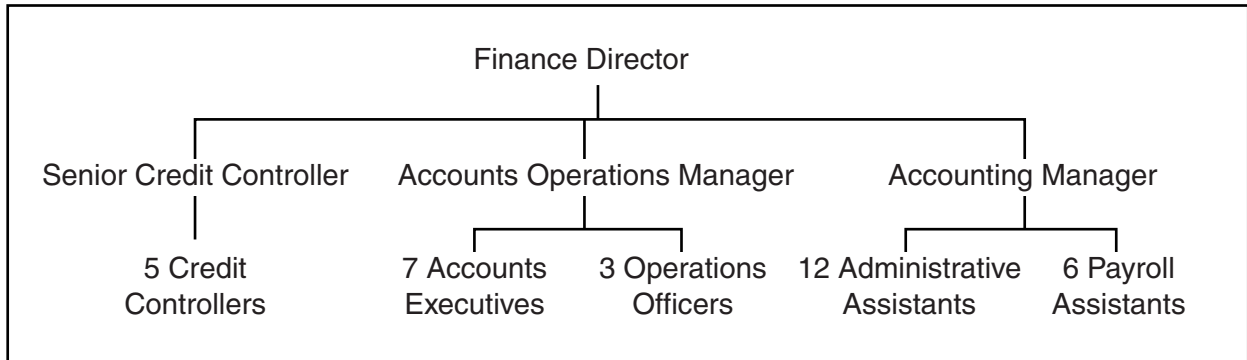 Finance Director
Senior Credit Controller
Accounts Operations Manager
Accounting Manager
5 Credit
Controllers
7 Accounts
Executives
3 Operations
Officers
12 Administrative
Assistants
6 Payroll
Assistants